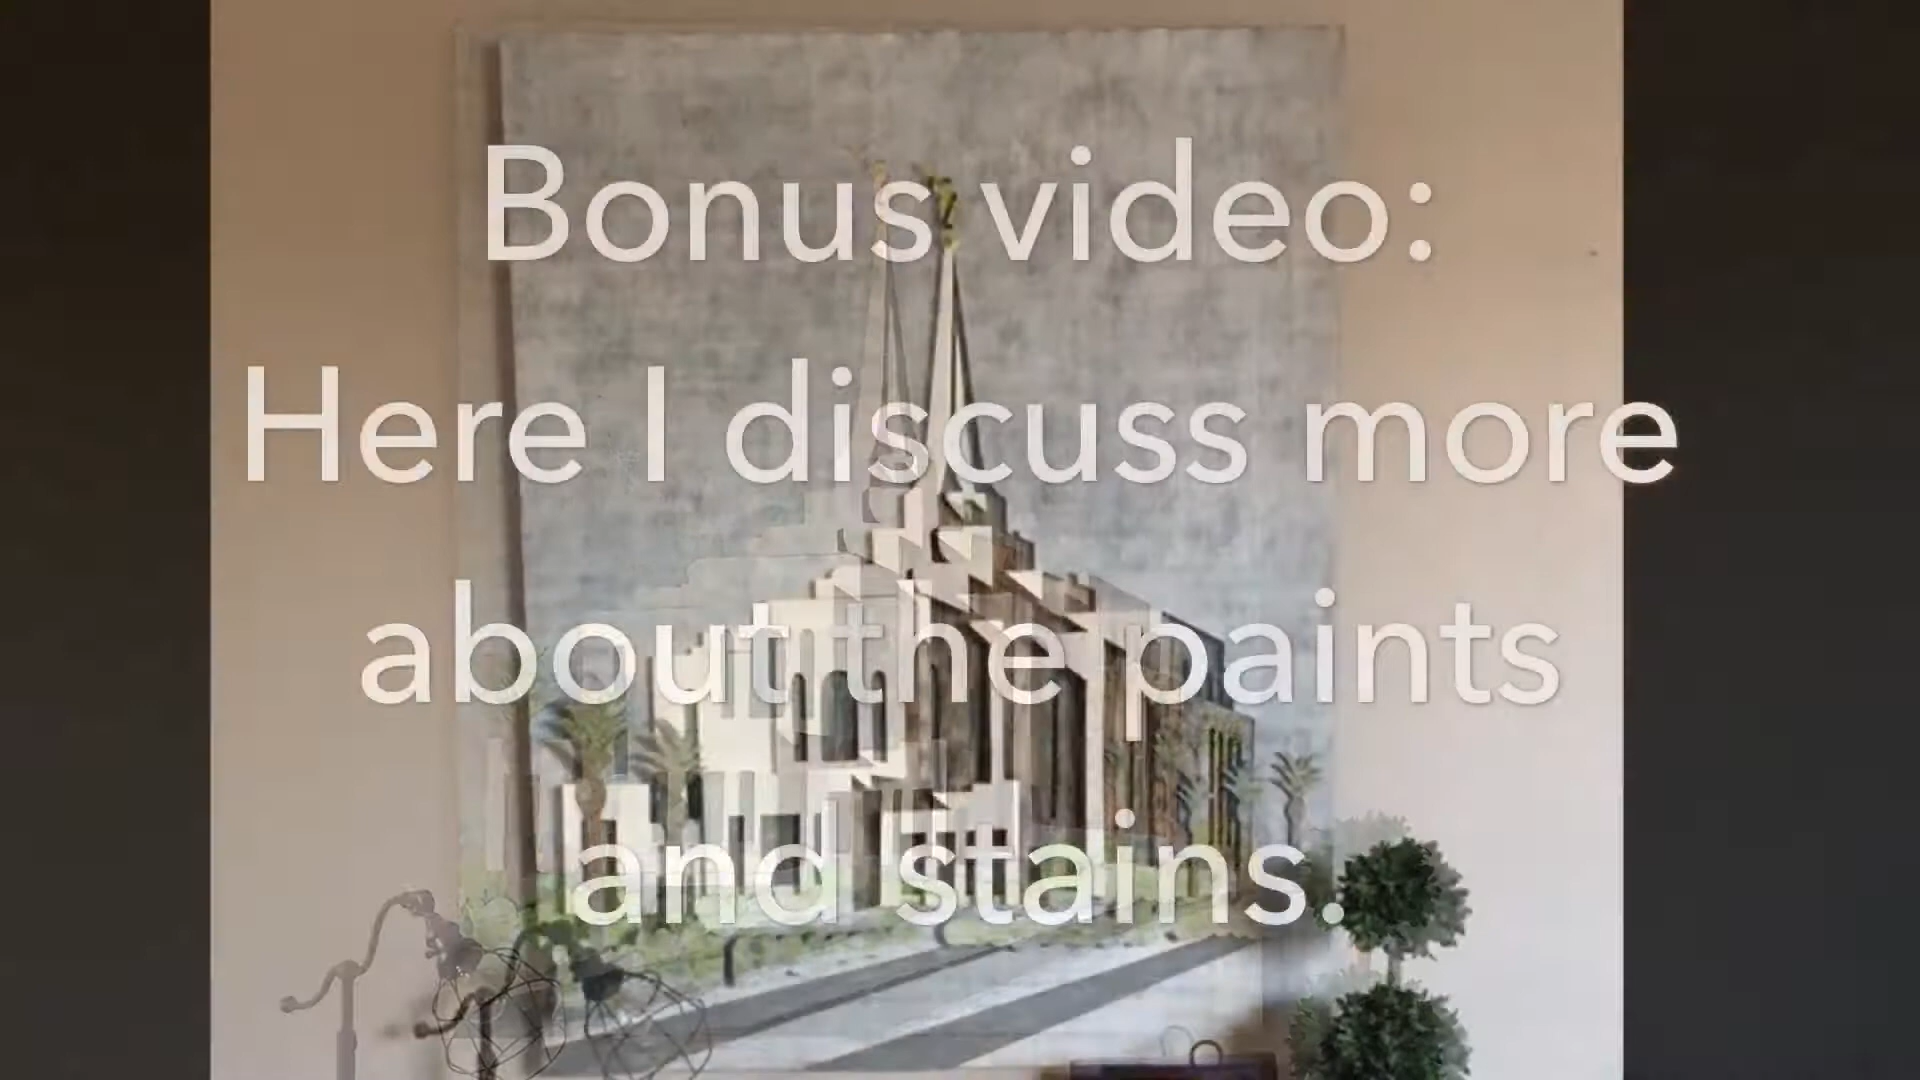 Bonus video:
Here I discuss more
about the paints
and stains.